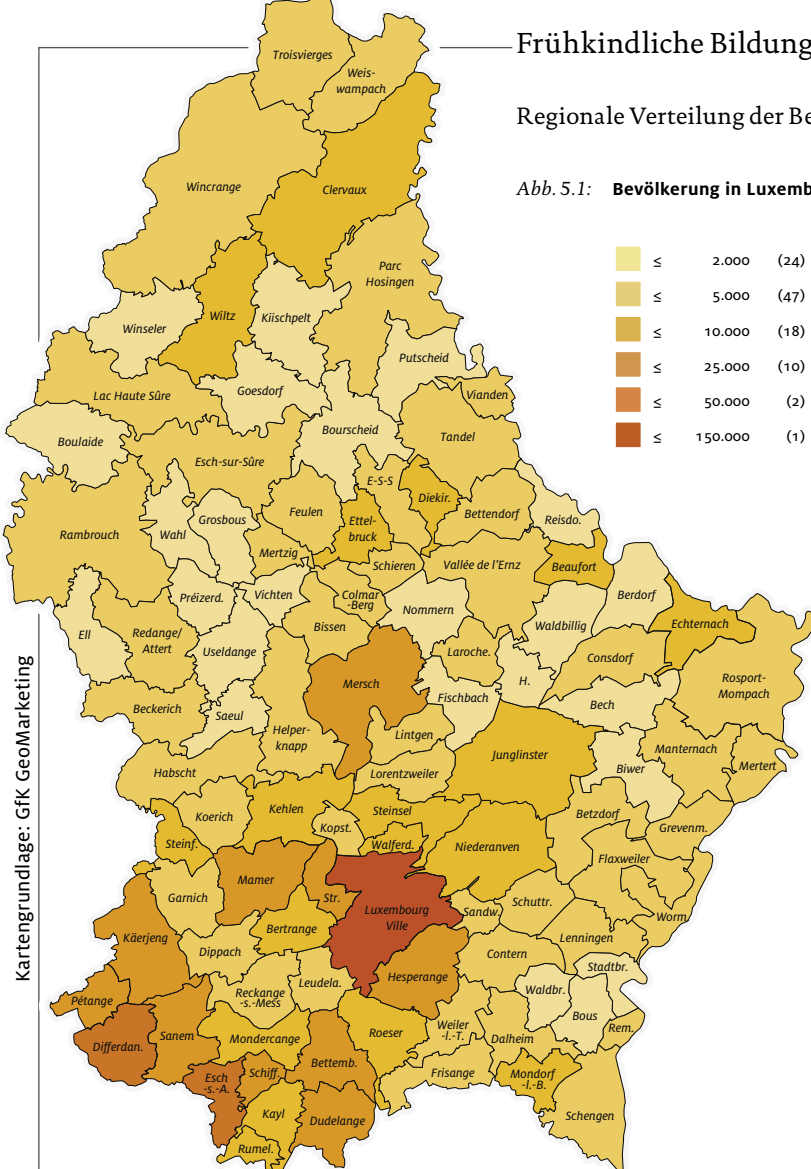 Frühkindliche Bildung
Regionale Verteilung der Be
Abb. 5.1: Bevölkerung in Luxemb
≤ 2.000 (24)
≤ 5.000 (47)
≤ 10.000 (18)
≤ 25.000 (10)
≤ 50.000 (2)
≤ 150.000 (1)
Troisvierges
Weis-
wampach
Wincrange
Clervaux
Parc
Hosingen
Winseler
Wiltz
Kiischpelt
Putscheid
Lac Haute Sûre
Goesdorf
Vianden
Boulaide
Bourscheid
Tandel
Esch-sur-Sûre
E-S-S
Diekir.
Rambrouch
Wahl
Grosbous
Feulen
Ettel-
bruck
Bettendorf
Reisdo.
Mertzig
Schieren
Vallée de l'Ernz
Beaufort
Préizerd.
Vichten
Colmar
-Berg
Nommern
Berdorf
Ell
Redange/
Attert
Useldange
Bissen
Waldbillig
Echternach
Mersch
Laroche.
H.
Consdorf
Rosport-
Mompach
Beckerich
Saeul
Helper-
knapp
Fischbach
Bech
Lintgen
Junglinster
Manternach
Habscht
Lorentzweiler
Biwer
Mertert
Koerich
Kehlen
Steinsel
Betzdorf
Grevenm.
Steinf.
Kopst.
Walferd.
Niederanven
Flaxweiler
Garnich
Mamer
Str.
Luxembourg
Ville
Sandw.
Schuttr.
Worm.
Käerjeng
Bertrange
Lenningen
Dippach
Contern
Stadtbr.
Hesperange
Leudela.
Reckange
-s.-Mess
Waldbr.
Bous
Pétange
Sanem
Mondercange
Roeser
Weiler
-l.-T.
Dalheim
Rem.
Differdan.
Esch
-s.-A.
Schiff.
Bettemb.
Frisange
Mondorf
-l.-B.
Kayl
Dudelange
Schengen
Rumel.
Kartengrundlage: GfK GeoMarketing